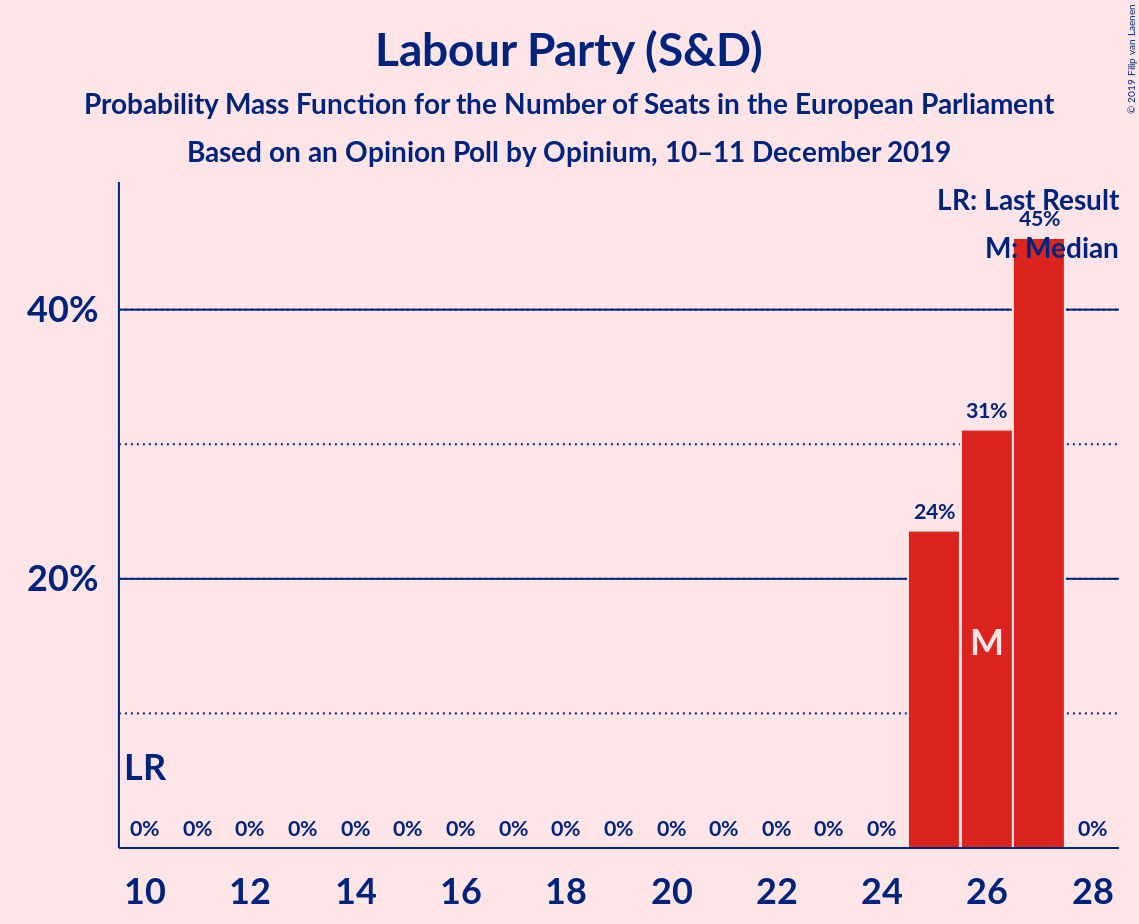 Labour Party (S&D)
Probability Mass Function for the Number of Seats in the European Parliament
Based on an Opinion Poll by Opinium, 10–11 December 2019
© 2019 Filip van Laenen
LR: Last Result
45%
M: Median
40%
31%
24%
20%
M
LR
0% 0% 0% 0% 0% 0% 0% 0% 0% 0% 0% 0% 0% 0% 0% 0%
10 12 14 16 18 20 22 24 26 28